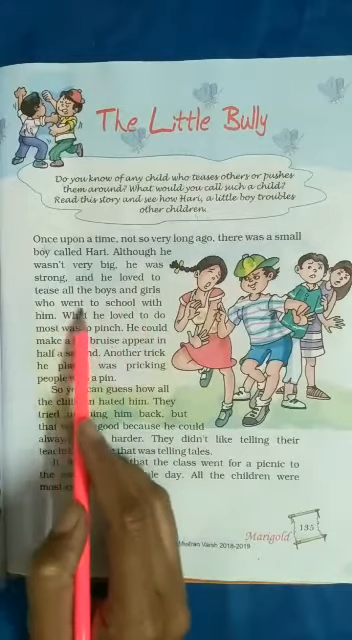 The Little Bully
Do you know of any child who teases others or pushes
them around? What would you call such a child?
Read this story and see how Hari, a little boy troubles
other children.
Once upon a time, not so very long ago, there was a small
boy called Hari. Although he
wasn't very big, he was
strong, and he loved to
tease all the boys and girls
who went to school with
him. What he loved to do
most was to pinch. He could
make a bruise appear in
half a second. Another trick
he was pricking
people a pin.
So you can guess how all
the children hated him. They
tried him back, but
that good because he could
harder. They didn't like telling their
that was telling tales.
that the class went for a picnic to
the day. All the children were
most
Marigold 135
2018-2019